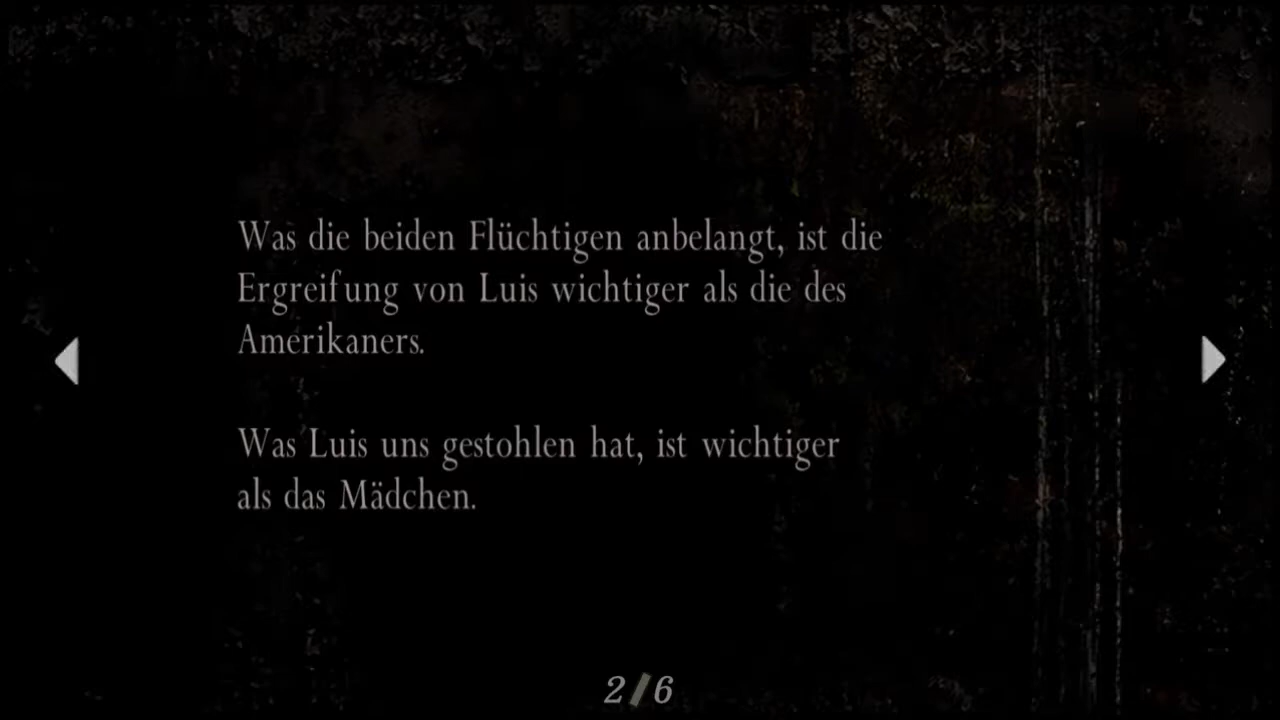 Was die beiden Flüchtigen anbelangt, ist die
Ergreifung von Luis wichtiger als die des
Amerikaners.
Was Luis uns gestohlen hat, ist wichtiger
als das Mädchen.
2/6